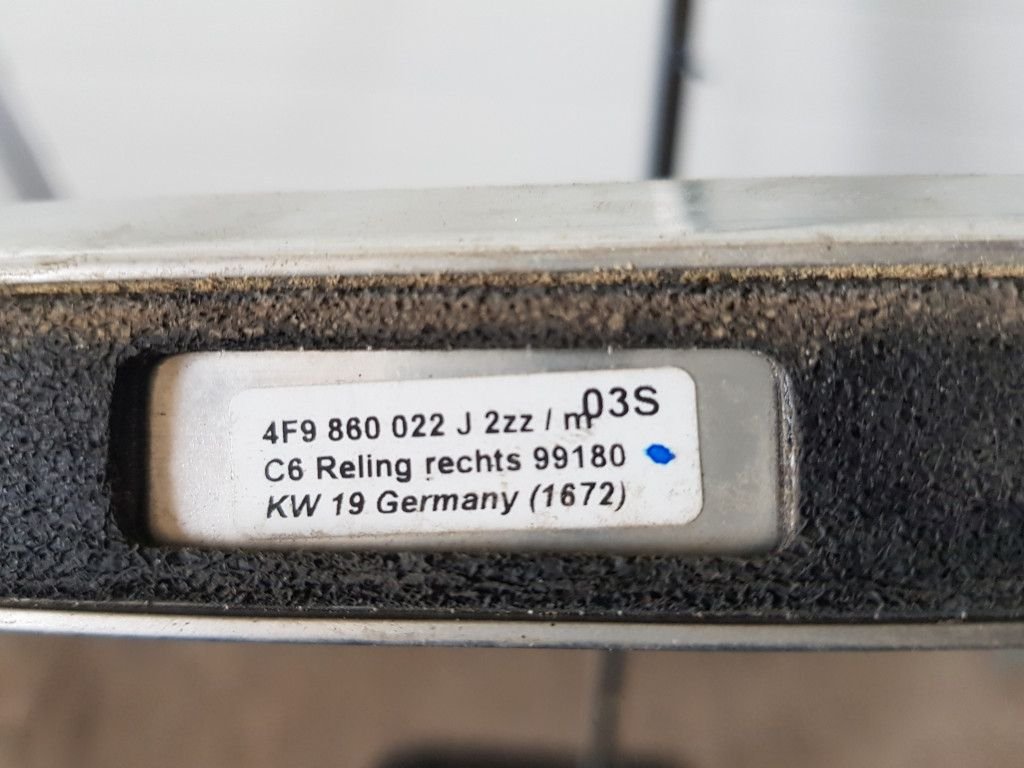 4F9 860 022 J 2zz / m 03S
C6 Reling rechts 99180
KW 19 Germany (1672)